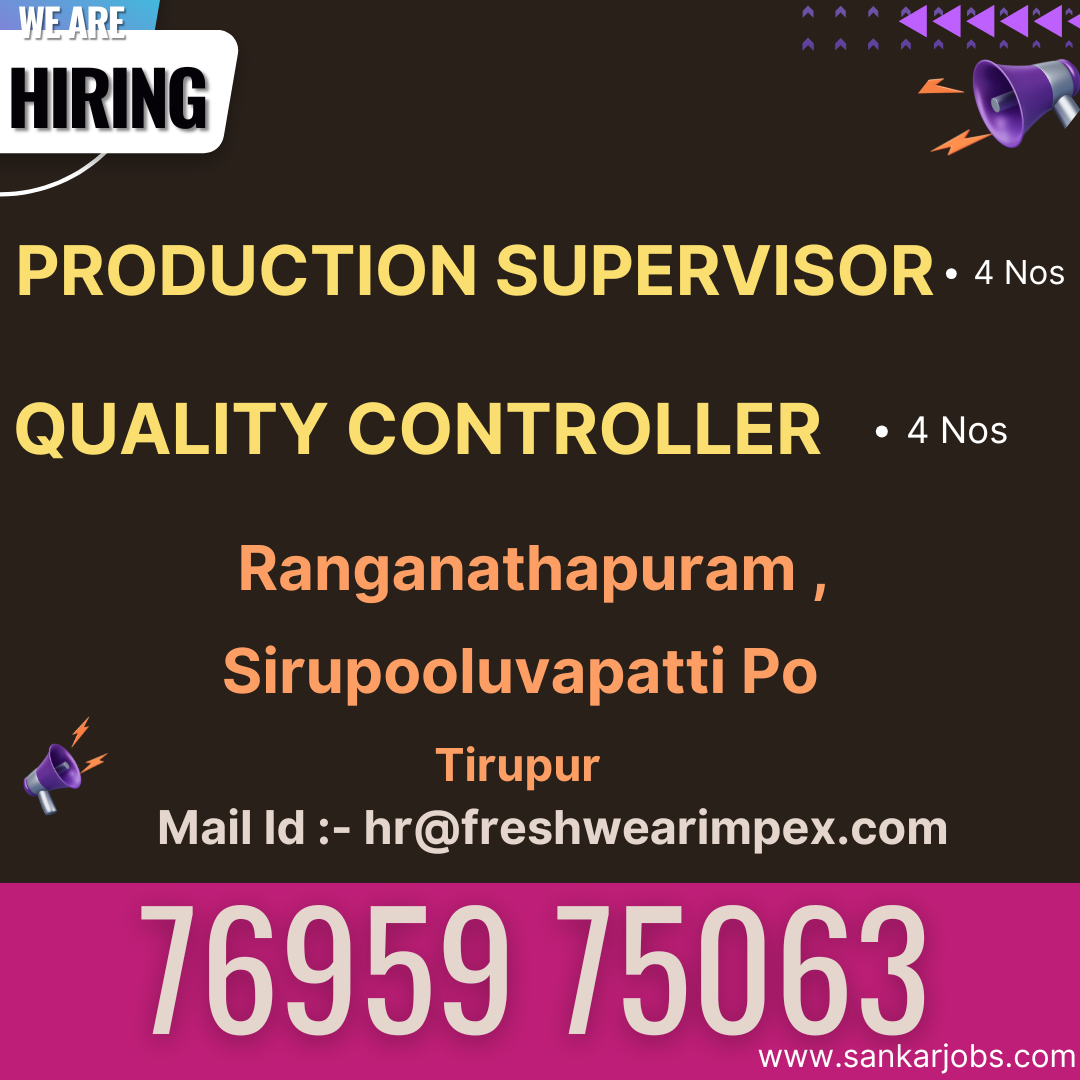 WE ARE
HIRING
PRODUCTION SUPERVISOR • 4 Nos
QUALITY CONTROLLER • 4 Nos
Ranganathapuram ,
Sirupooluvapatti Po
Tirupur
Mail Id :- hr@freshwearimpex.com
76959 75063
www.sankarjobs.com